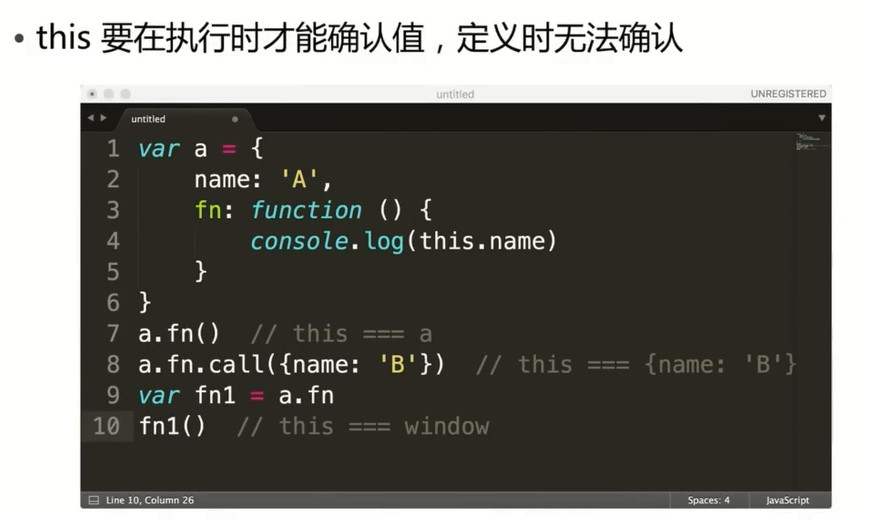 • this 要在执行时才能确认值，定义时无法确认
untitled
UNREGISTERED
untitled
1 var a = {
2     name: 'A',
3     fn: function () {
4         console.log(this.name)
5     }
6 }
7 a.fn()  // this === a
8 a.fn.call({name: 'B'})  // this === {name: 'B'}
9 var fn1 = a.fn
10 fn1()  // this === window
Line 10, Column 26
Spaces: 4
JavaScript